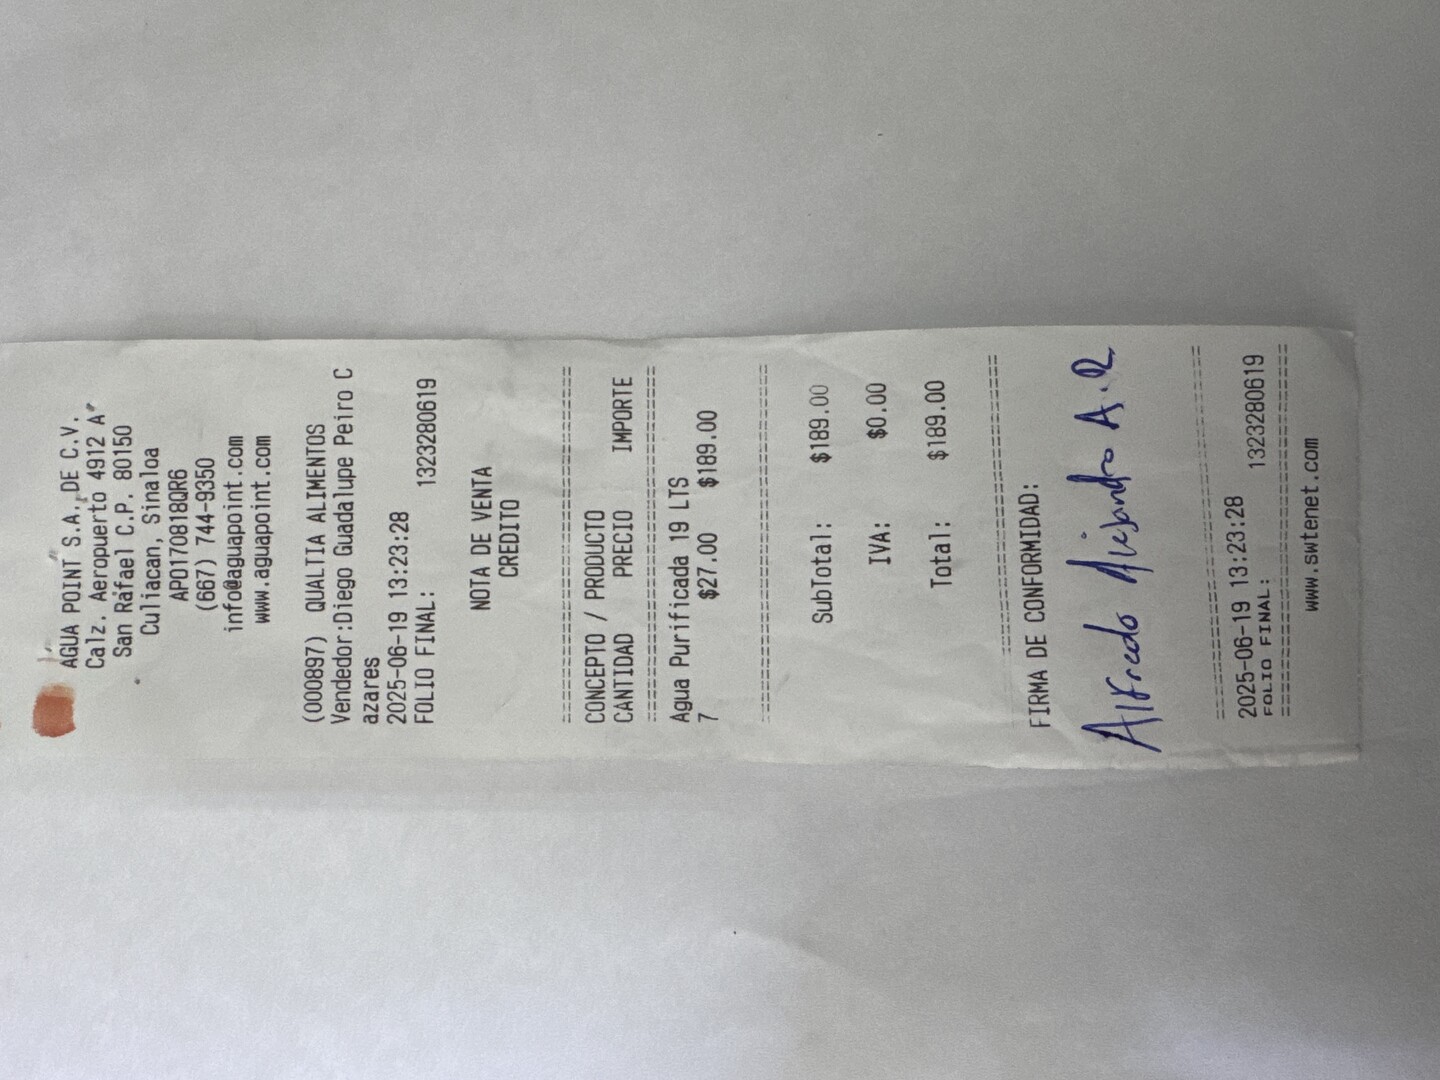 AGUA POINT S.A. DE C.V.
Calz. Aeropuerto 4912 A
San Rafael C.P. 80150
Culiacan, Sinaloa
APO170818QR6
(667) 744-9350
info@aguapoint.com
www.aguapoint.com
(000897) QUALTIA ALIMENTOS
Vendedor:Diego Guadalupe Peiro C
azares
2025-06-19 13:23:28
FOLIO FINAL: 1323280619
NOTA DE VENTA
CREDITO
================================
CONCEPTO / PRODUCTO
CANTIDAD PRECIO IMPORTE
================================
Agua Purificada 19 LTS
7 $27.00 $189.00
================================
SubTotal: $189.00
IVA: $0.00
Total: $189.00
================================
FIRMA DE CONFORMIDAD:
Alfredo Alejandro A.R
================================
2025-06-19 13:23:28
FOLIO FINAL: 1323280619
================================
www.swtenet.com